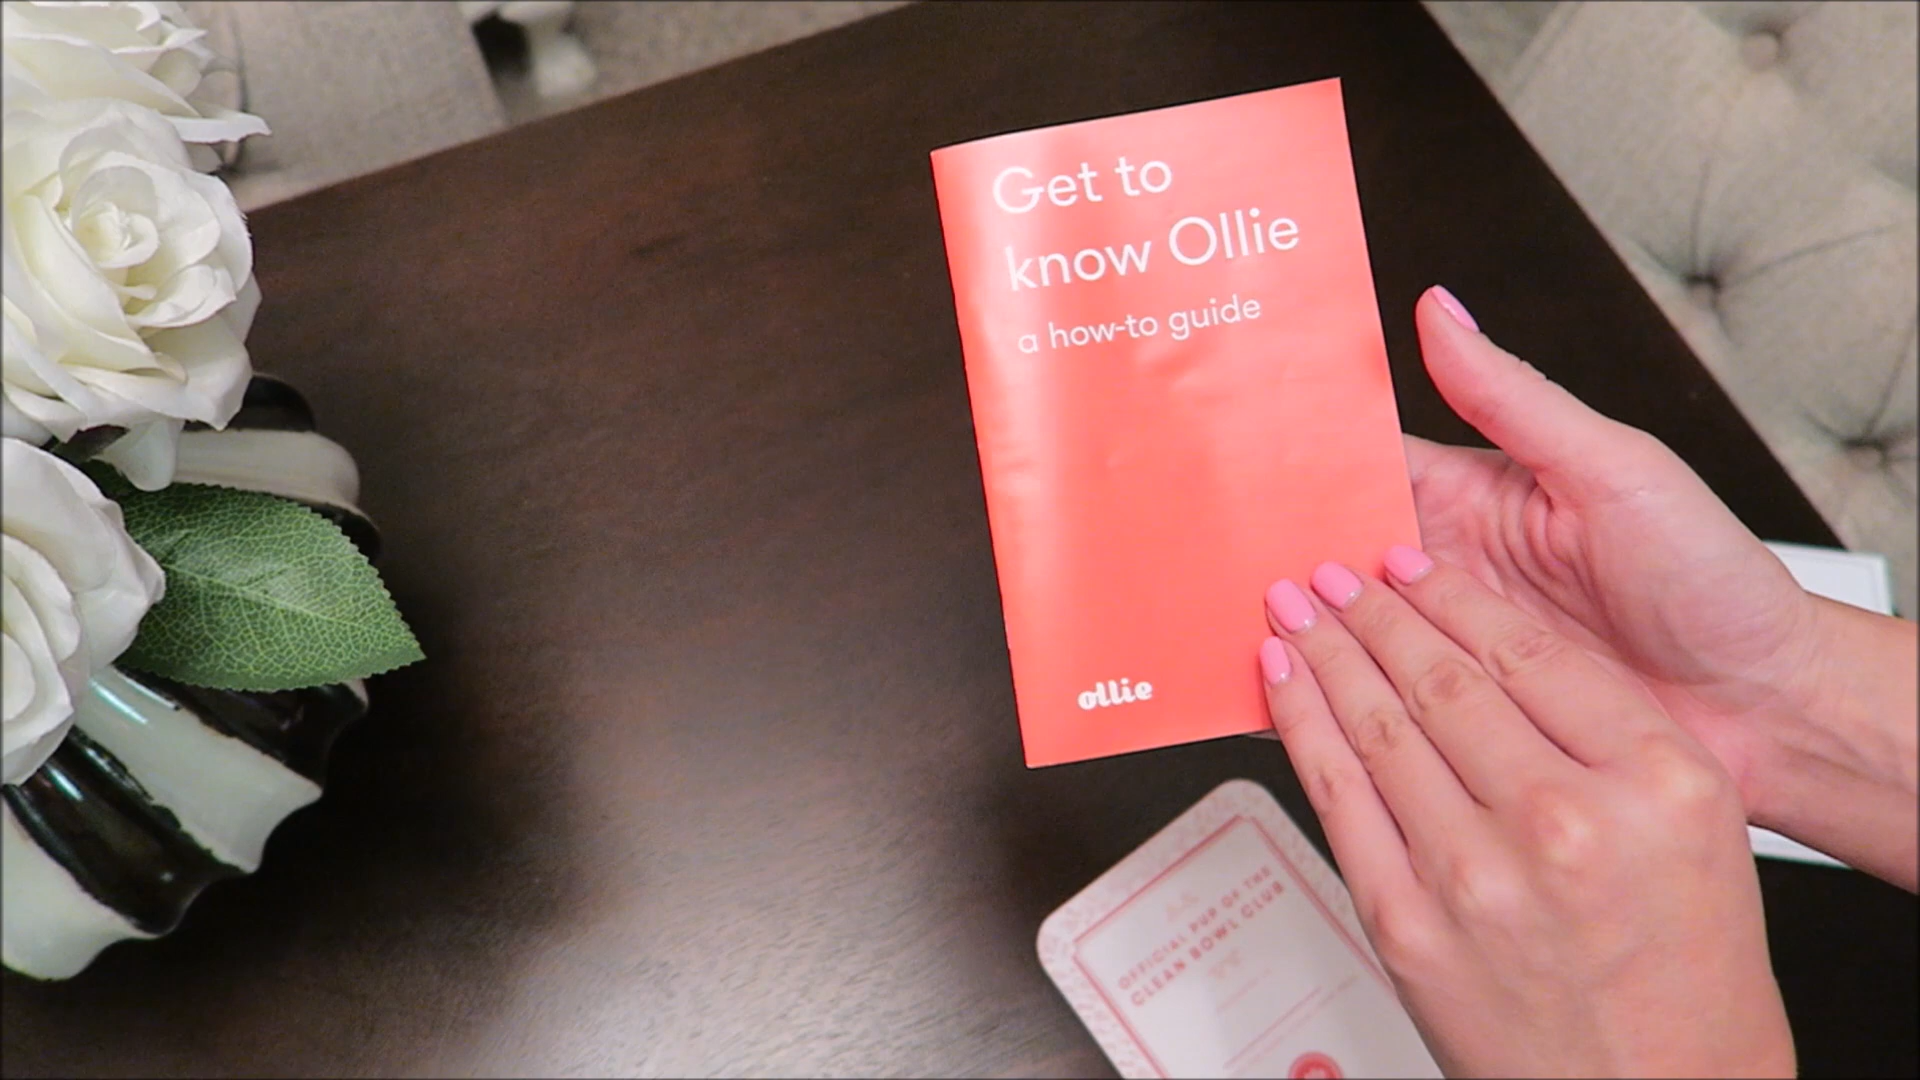 Get to
know Ollie
a how-to guide
ollie
OFFICIAL PUP OF THE
CLEAN BOWL CLUB